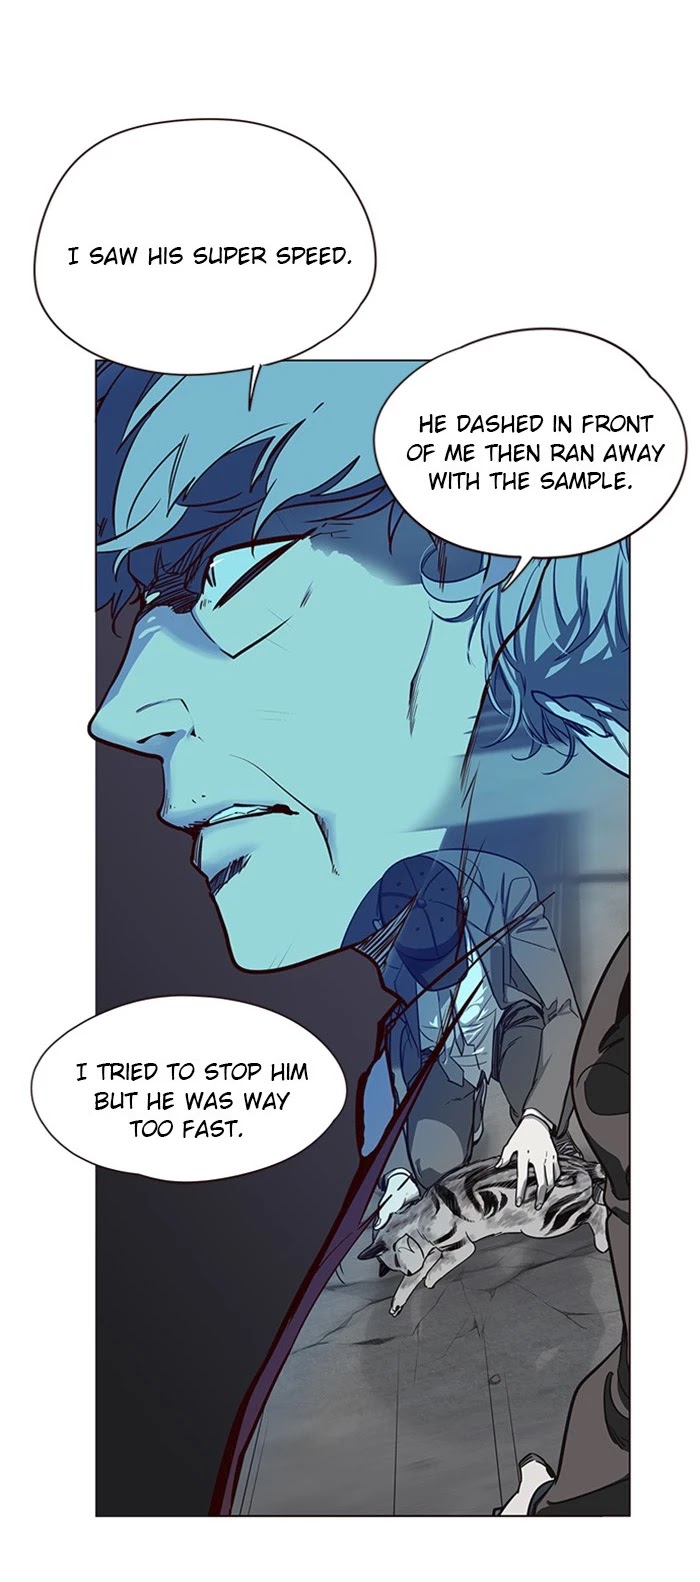 I SAW HIS SUPER SPEED.
HE DASHED IN FRONT
OF ME THEN RAN AWAY
WITH THE SAMPLE.
I TRIED TO STOP HIM
BUT HE WAS WAY
TOO FAST.